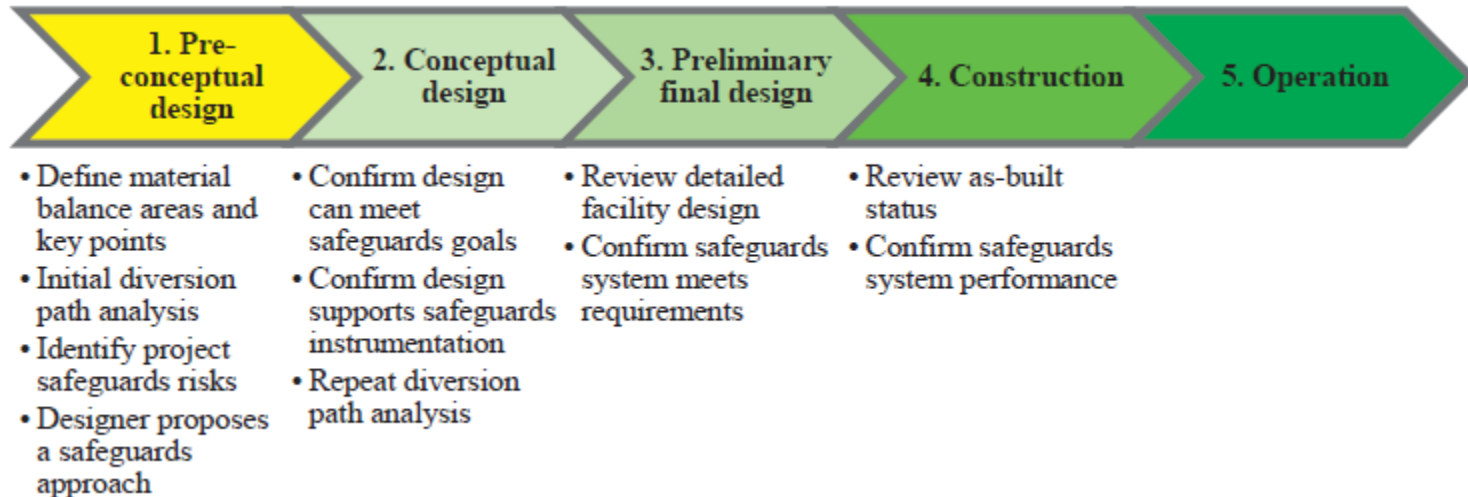 1. Pre-
conceptual
design
2. Conceptual
design
3. Preliminary
final design
4. Construction
5. Operation
• Define material
balance areas and
key points
• Initial diversion
path analysis
• Identify project
safeguards risks
• Designer proposes
a safeguards
approach
• Confirm design
can meet
safeguards goals
• Confirm design
supports safeguards
instrumentation
• Repeat diversion
path analysis
• Review detailed
facility design
• Confirm safeguards
system meets
requirements
• Review as-built
status
• Confirm safeguards
system performance